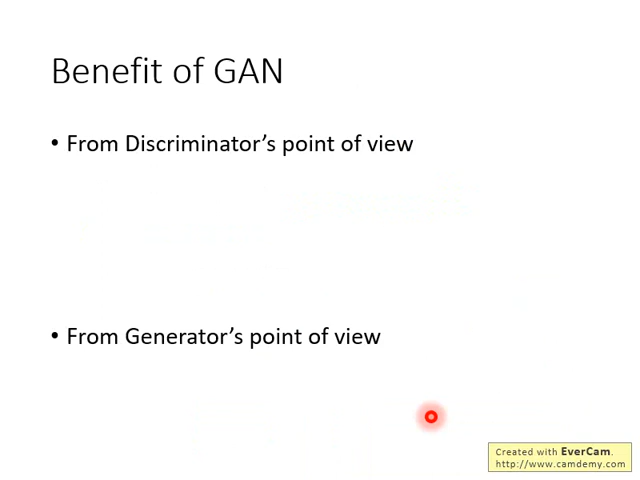 Benefit of GAN
• From Discriminator’s point of view
• From Generator’s point of view
Created with EverCam.
http://www.camdemy.com